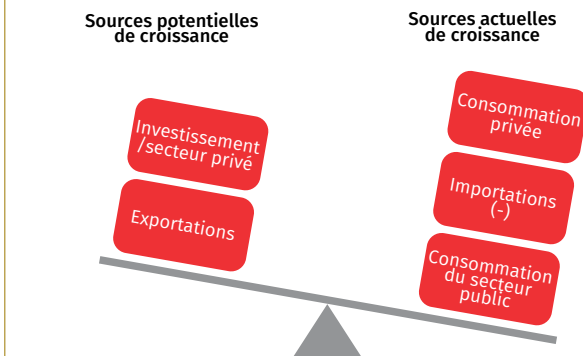 Sources potentielles
de croissance
Sources actuelles
de croissance
Investissement
/secteur privé
Exportations
Consommation
privée
Importations
(-)
Consommation
du secteur
public